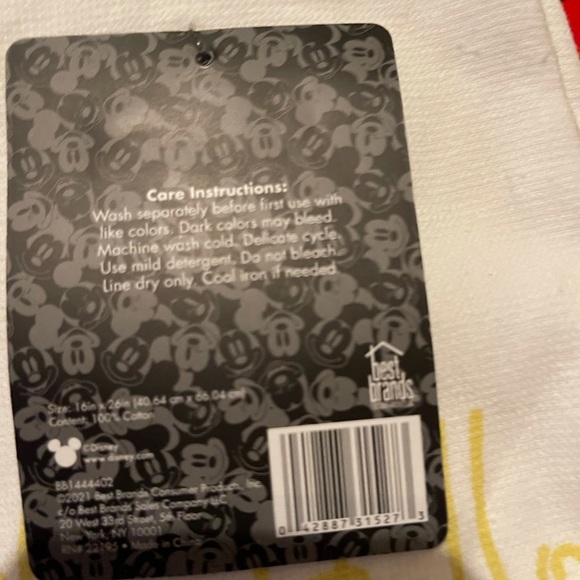 Care Instructions:
Wash separately before first use with
like colors. Dark colors may bleed.
Machine wash cold. Delicate cycle.
Use mild detergent. Do not bleach.
Line dry only. Cool iron if needed.
best
brands
Size: 16in x 26in (40.64 cm x 66.04 cm)
Content: 100% Cotton
©Disney
www.disney.com
BB1444402
©2021 Best Brands Consumer Products, Inc.
c/o Best Brands Sales Company LLC
20 West 33rd Street, 5th Floor
New York, NY 10001
RN# 22195 • Made in China
0 42887 31527 3